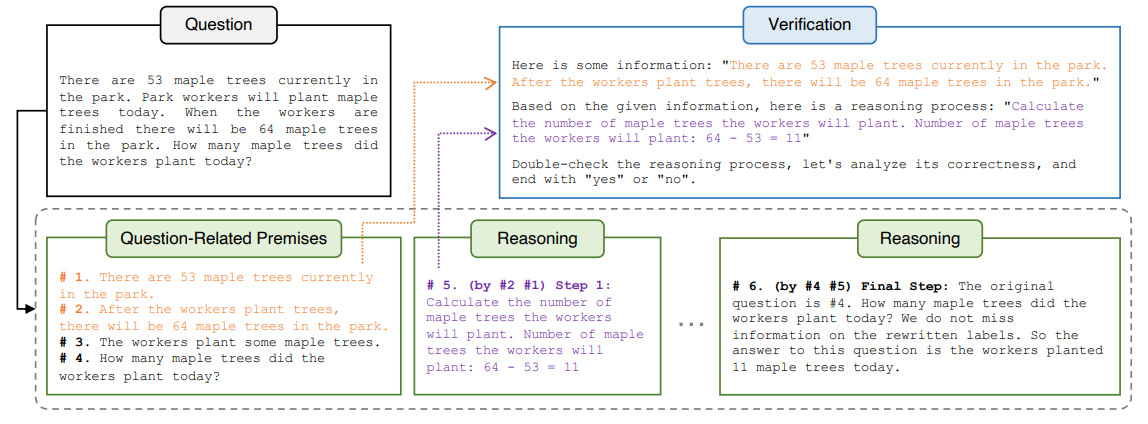 Question
There are 53 maple trees currently in
the park. Park workers will plant maple
trees today. When the workers are
finished there will be 64 maple trees
in the park. How many maple trees did
the workers plant today?
Verification
Here is some information: "There are 53 maple trees currently in the park.
After the workers plant trees, there will be 64 maple trees in the park."
Based on the given information, here is a reasoning process: "Calculate
the number of maple trees the workers will plant. Number of maple trees
the workers will plant: 64 - 53 = 11"
Double-check the reasoning process, let's analyze its correctness, and
end with "yes" or "no".
Question-Related Premises
# 1. There are 53 maple trees currently
in the park.
# 2. After the workers plant trees,
there will be 64 maple trees in the park.
# 3. The workers plant some maple trees.
# 4. How many maple trees did the
workers plant today?
Reasoning
# 5. (by #2 #1) Step 1:
Calculate the number of
maple trees the workers
will plant. Number of maple
trees the workers will
plant: 64 - 53 = 11
...
Reasoning
# 6. (by #4 #5) Final Step: The original
question is #4. How many maple trees did the
workers plant today? We do not miss
information on the rewritten labels. So the
answer to this question is the workers planted
11 maple trees today.